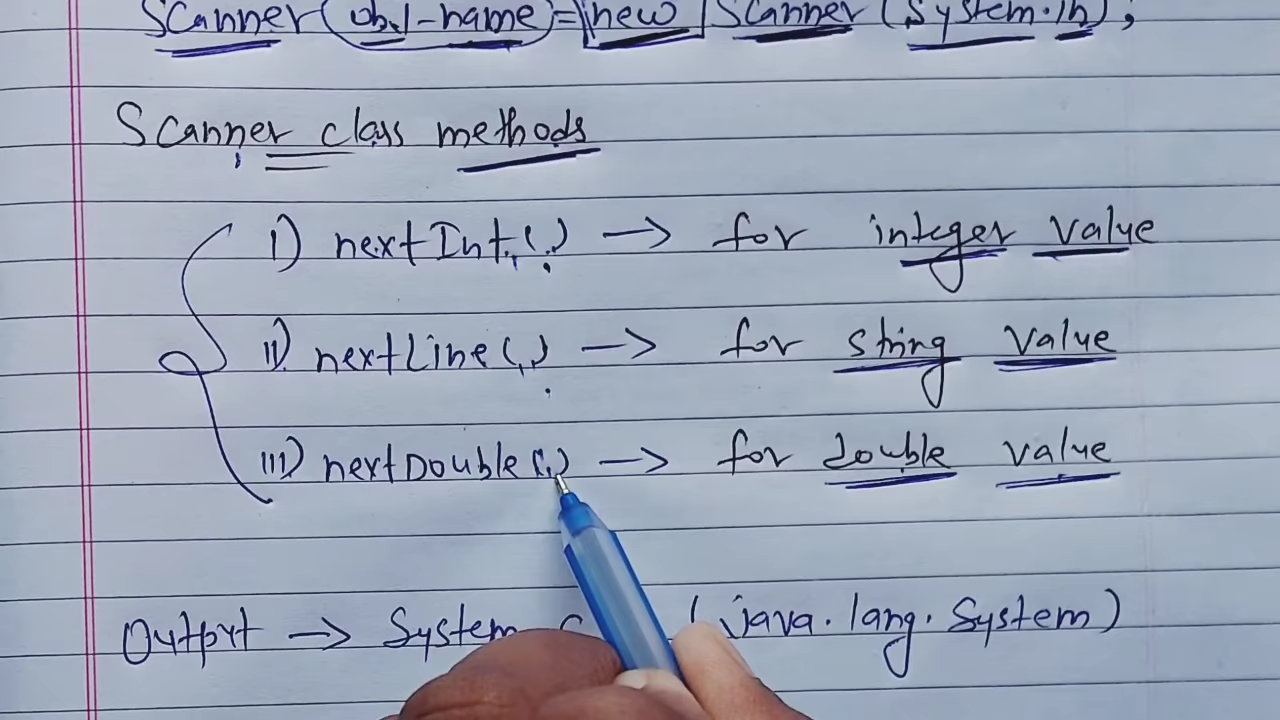 Scanner (obj-name) = new Scanner (System.in);
Scanner class methods
i) nextInt() → for integer value
ii) nextLine() → for string value
iii) nextDouble() → for double value
Output → System (java.lang.System)